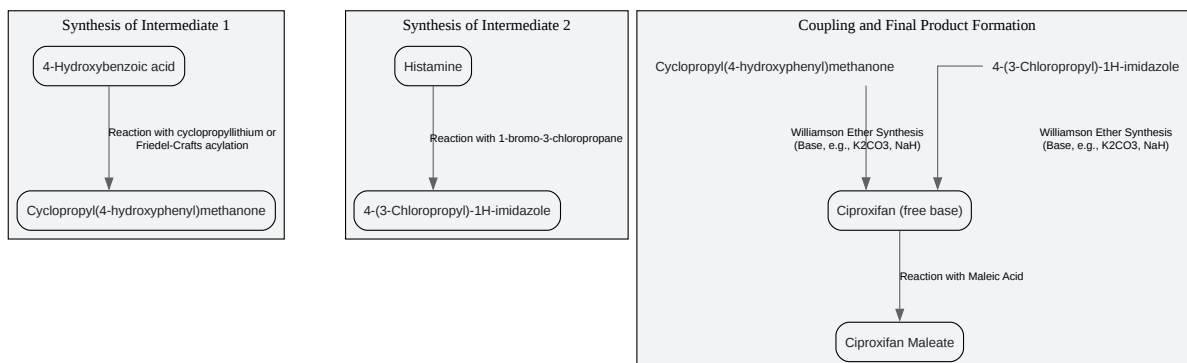 Synthesis of Intermediate 1
4-Hydroxybenzoic acid
Reaction with cyclopropyllithium or
Friedel-Crafts acylation
Cyclopropyl(4-hydroxyphenyl)methanone
Synthesis of Intermediate 2
Histamine
Reaction with 1-bromo-3-chloropropane
4-(3-Chloropropyl)-1H-imidazole
Coupling and Final Product Formation
Cyclopropyl(4-hydroxyphenyl)methanone
4-(3-Chloropropyl)-1H-imidazole
Williamson Ether Synthesis
(Base, e.g., K2CO3, NaH)
Williamson Ether Synthesis
(Base, e.g., K2CO3, NaH)
Ciproxifan (free base)
Reaction with Maleic Acid
Ciproxifan Maleate